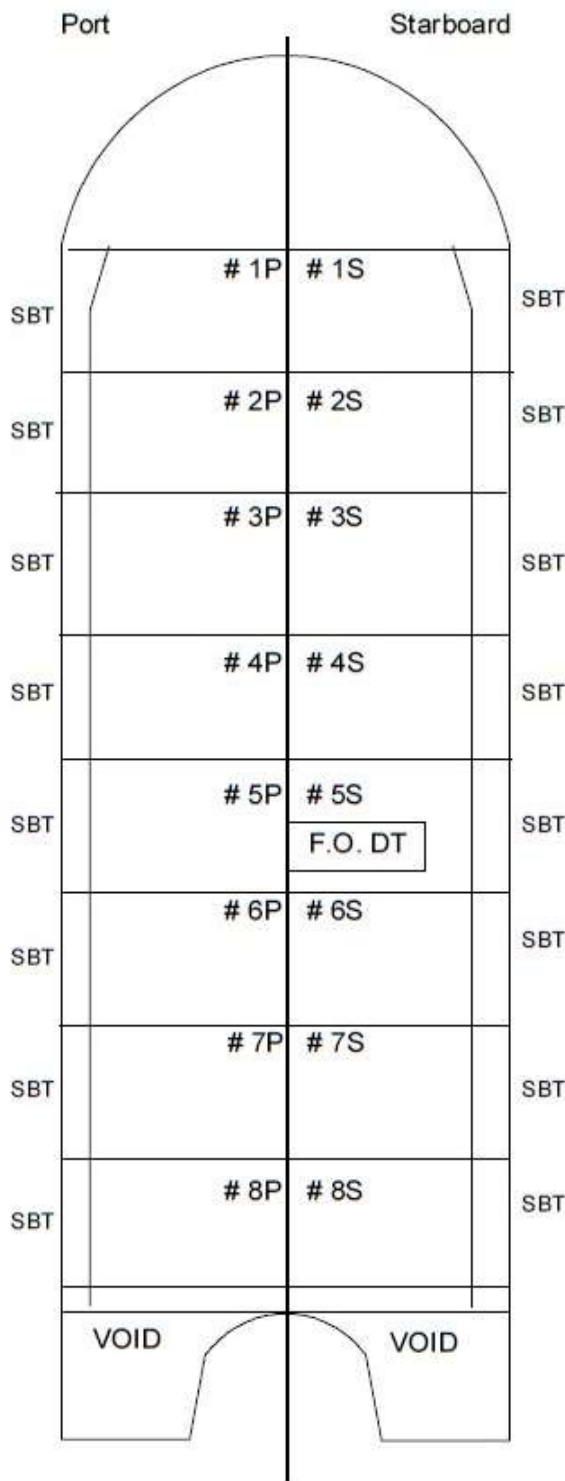 Port Starboard
# 1P # 1S
SBT SBT
# 2P # 2S
SBT SBT
# 3P # 3S
SBT SBT
# 4P # 4S
SBT SBT
# 5P # 5S
SBT F.O. DT SBT
# 6P # 6S
SBT SBT
# 7P # 7S
SBT SBT
# 8P # 8S
SBT SBT
VOID VOID